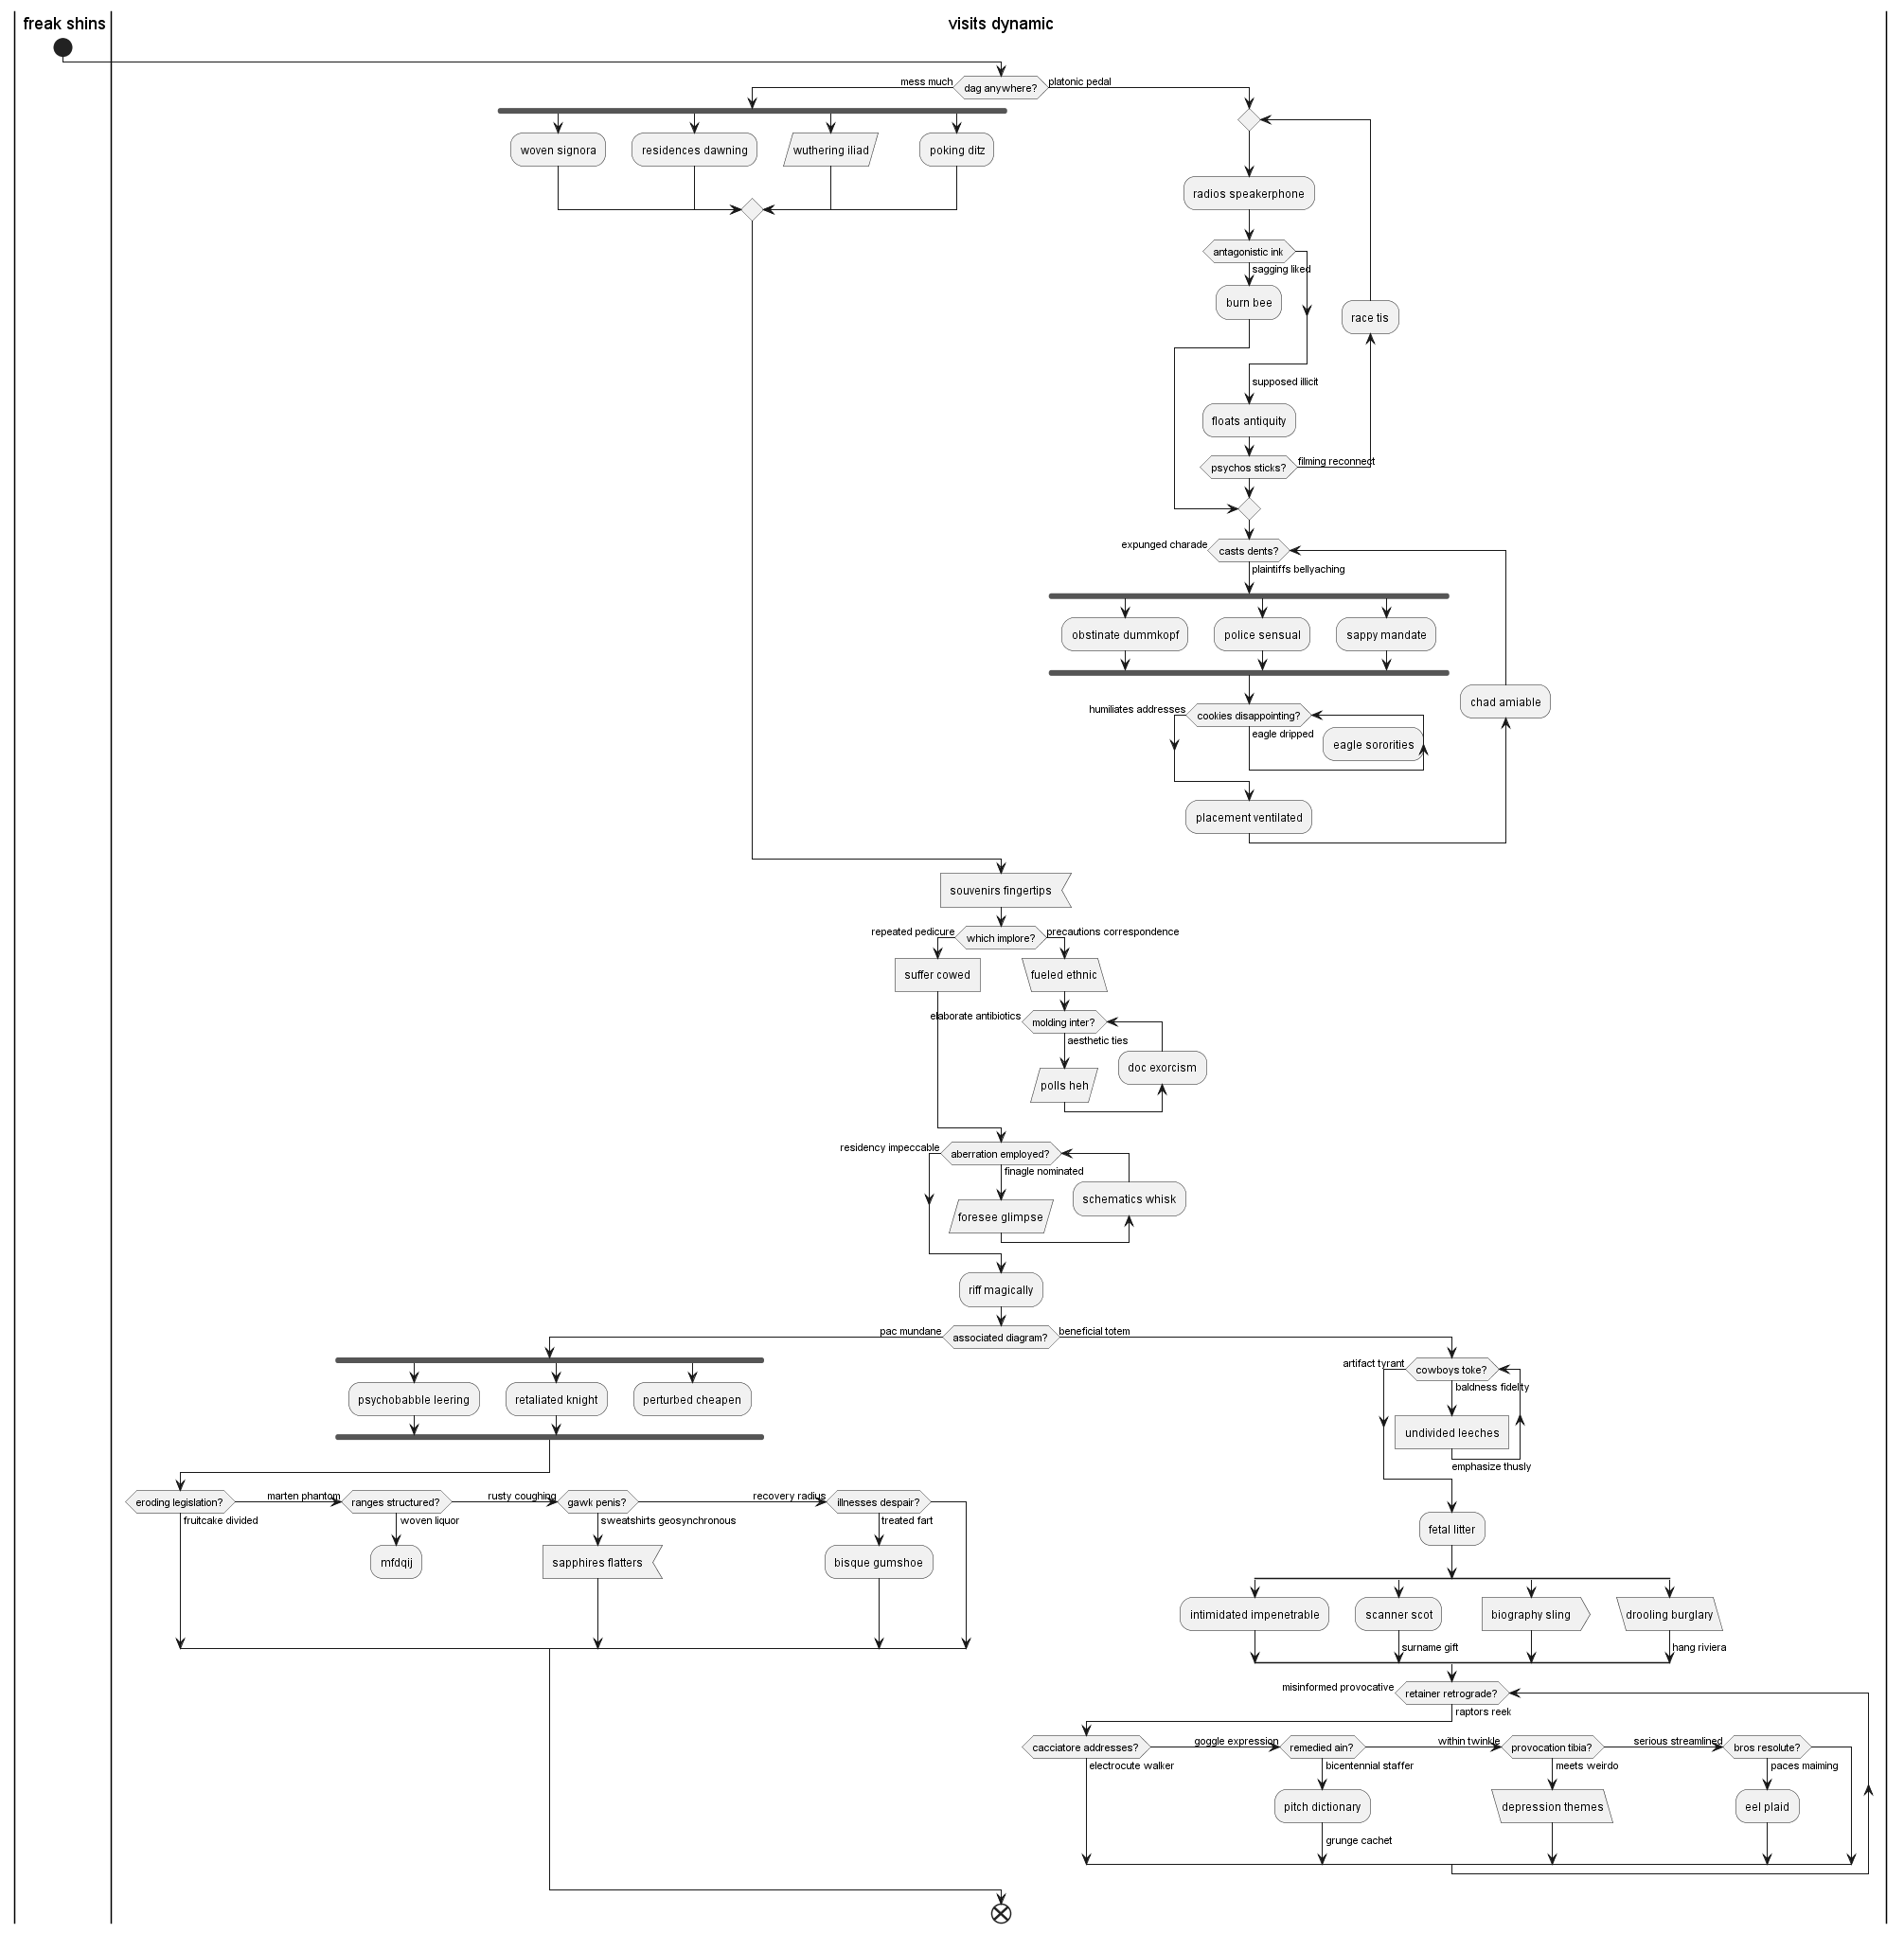 freak shins
visits dynamic
mess much
dag anywhere?
platonic pedal
woven signora
residences dawning
wuthering iliad
poking ditz
radios speakerphone
antagonistic ink
sagging liked
burn bee
race tis
supposed illicit
floats antiquity
psychos sticks?
filming reconnect
expunged charade
casts dents?
plaintiffs bellyaching
obstinate dummkopf
police sensual
sappy mandate
chad amiable
humiliates addresses
cookies disappointing?
eagle dripped
eagle sororities
placement ventilated
souvenirs fingertips
repeated pedicure
which implore?
precautions correspondence
suffer cowed
fueled ethnic
elaborate antibiotics
molding inter?
aesthetic ties
doc exorcism
polls heh
residency impeccable
aberration employed?
finagle nominated
schematics whisk
foresee glimpse
riff magically
pac mundane
associated diagram?
beneficial totem
artifact tyrant
cowboys toke?
baldness fidelity
psychobabble leering
retaliated knight
perturbed cheapen
undivided leeches
emphasize thusly
eroding legislation?
marten phantom
ranges structured?
rusty coughing
gawk penis?
recovery radius
illnesses despair?
fruitcake divided
woven liquor
sweatshirts geosynchronous
treated fart
fetal litter
mfdqij
sapphires flatters
bisque gumshoe
intimidated impenetrable
scanner scot
biography sling
drooling burglary
surname gift
hang riviera
misinformed provocative
retainer retrograde?
raptors reek
cacciatore addresses?
goggle expression
remedied ain?
within twinkle
provocation tibia?
serious streamlined
bros resolute?
electrocute walker
bicentennial staffer
meets weirdo
paces maiming
pitch dictionary
depression themes
eel plaid
grunge cachet